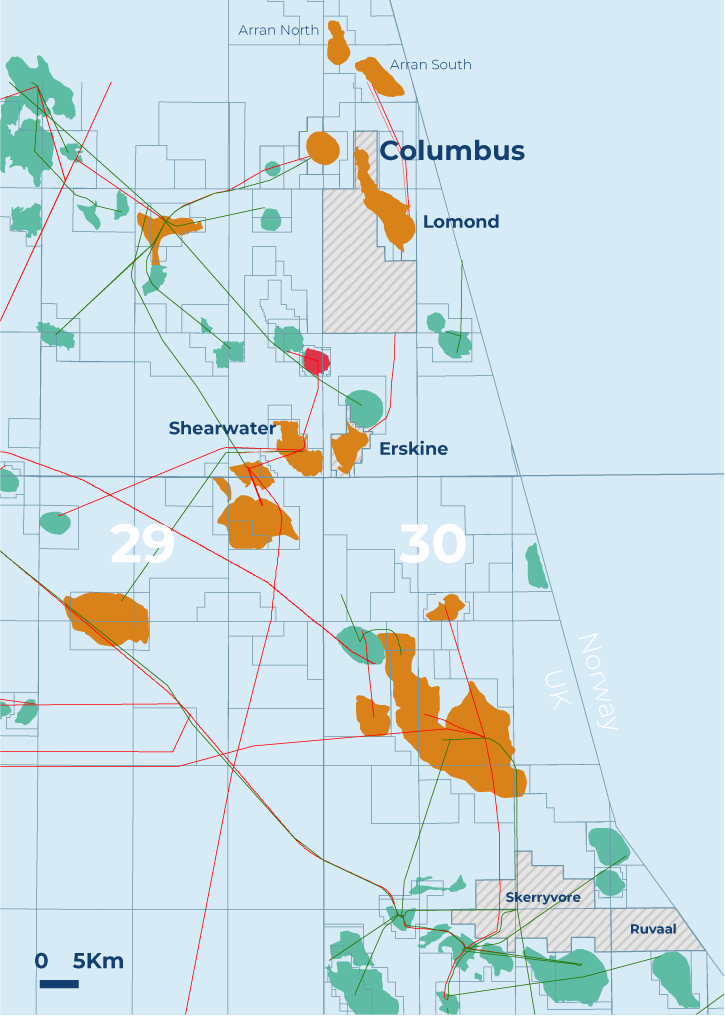 Arran North
Arran South
Columbus
Lomond
Shearwater
Erskine
29
30
Norway
UK
Skerryvore
Ruvaal
0 5Km